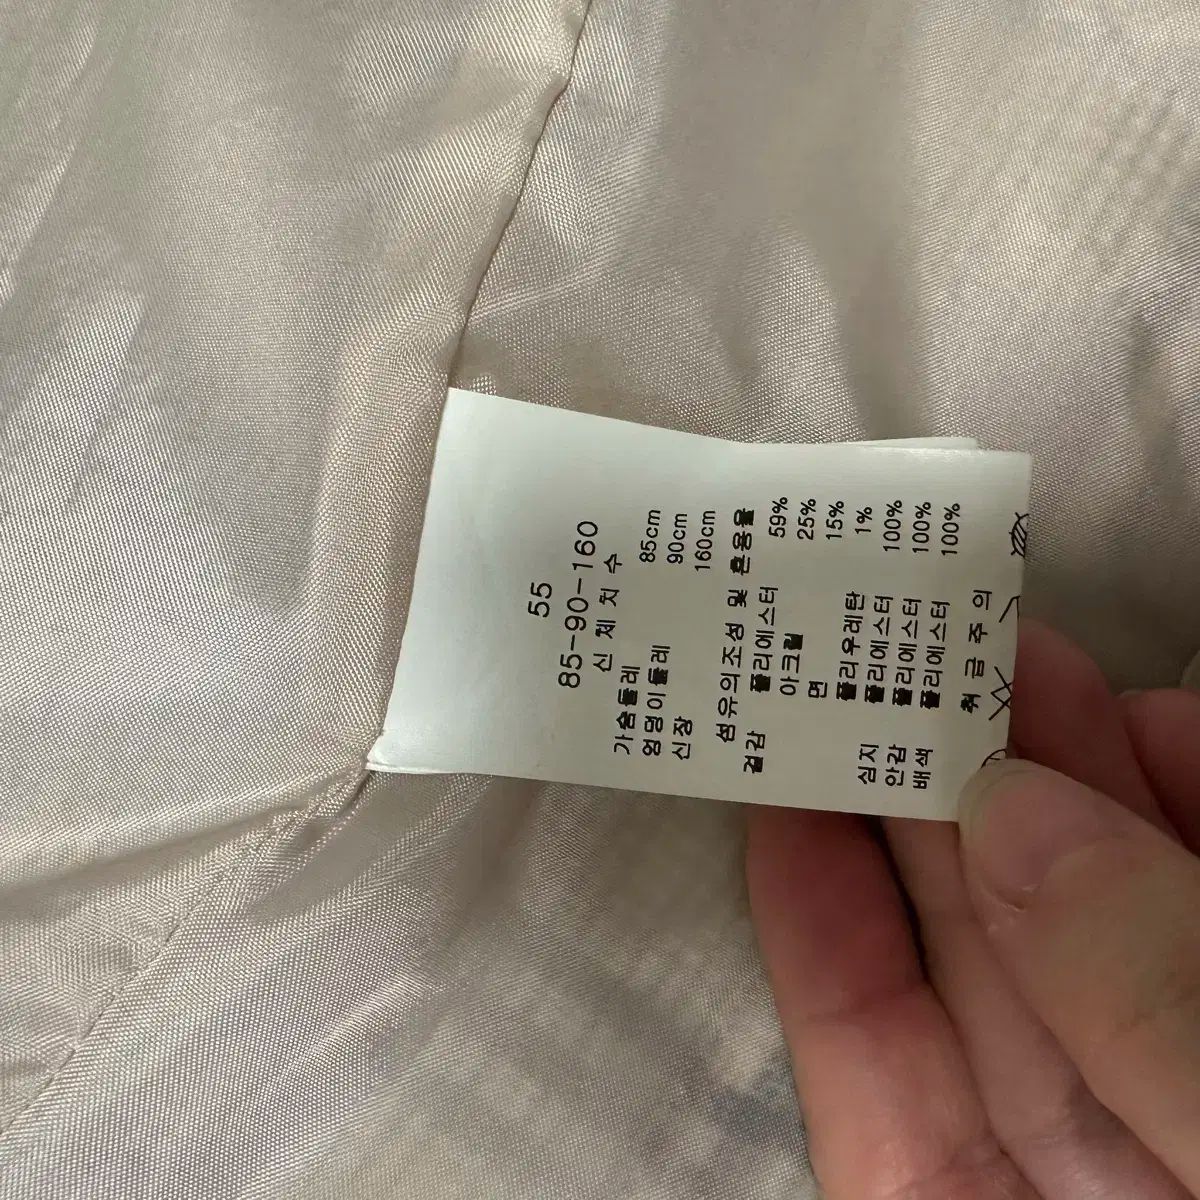 55
85-90-160
신 체 치 수
가슴둘레 85cm
엉덩이둘레 90cm
신장 160cm
섬유의조성 및 혼용율
겉감 폴리에스터 59%
아크릴 25%
면 15%
폴리우레탄 1%
심지 폴리에스터 100%
안감 폴리에스터 100%
배색 폴리에스터 100%
취 급 주 의